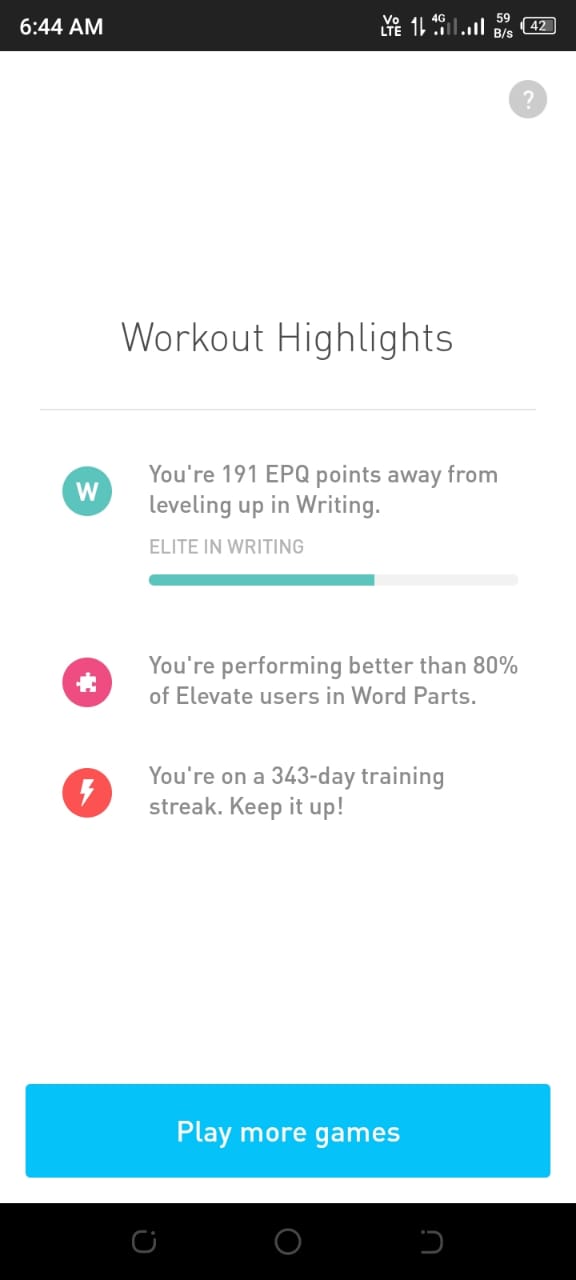 6:44 AM
Vo LTE 4G 59 B/s 42
?
Workout Highlights
W
You're 191 EPQ points away from
leveling up in Writing.
ELITE IN WRITING
You're performing better than 80%
of Elevate users in Word Parts.
You're on a 343-day training
streak. Keep it up!
Play more games